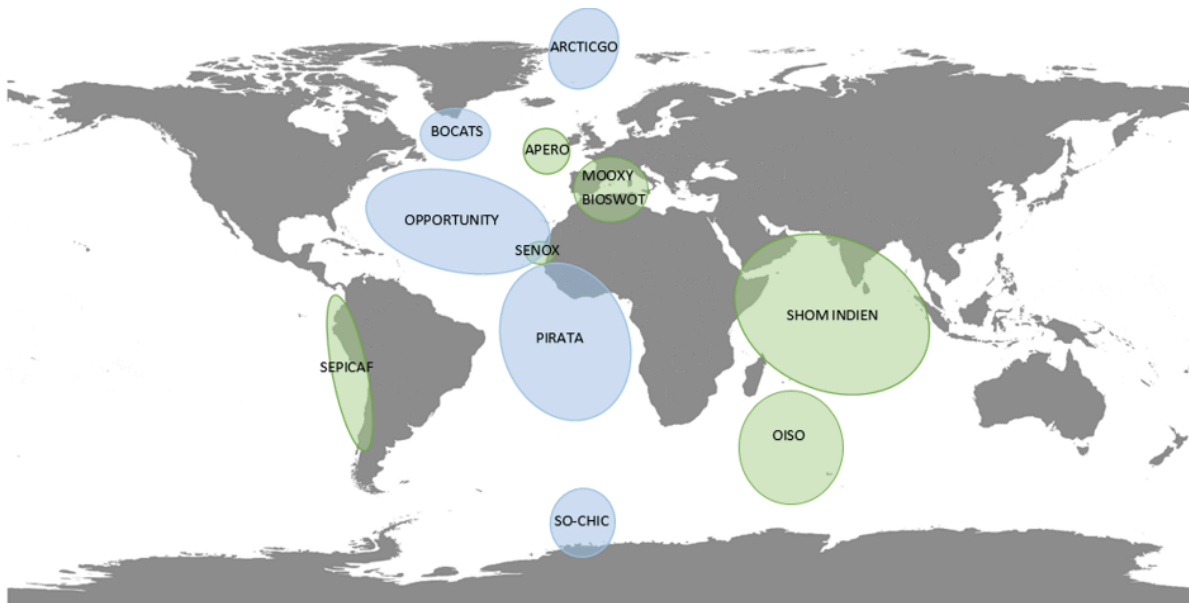 ARCTICGO
BOCATS
APERO
MOOXY
BIOSWOT
OPPORTUNITY
SENOX
SHOM INDIEN
PIRATA
SEPICAF
OISO
SO-CHIC